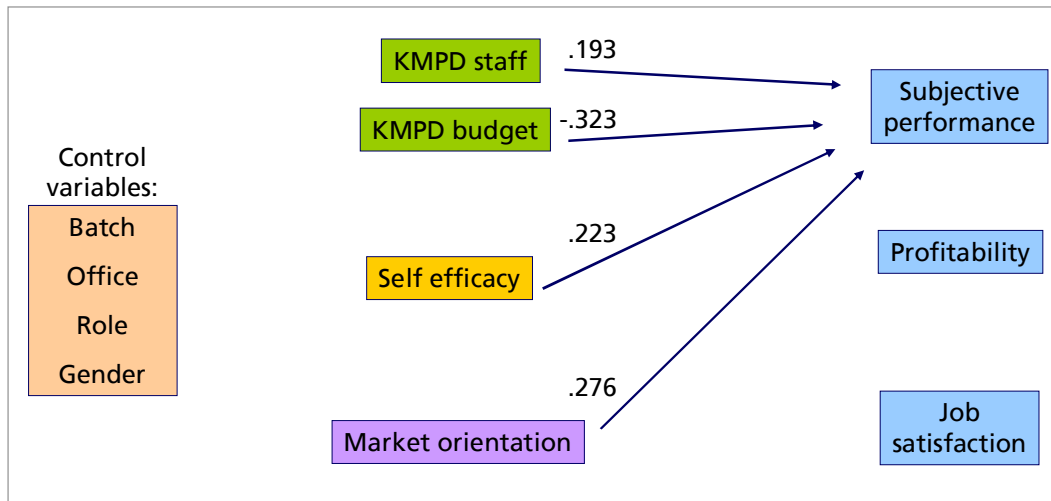 Control
variables:
Batch
Office
Role
Gender
KMPD staff
.193
KMPD budget
-.323
Self efficacy
.223
Market orientation
.276
Subjective
performance
Profitability
Job
satisfaction